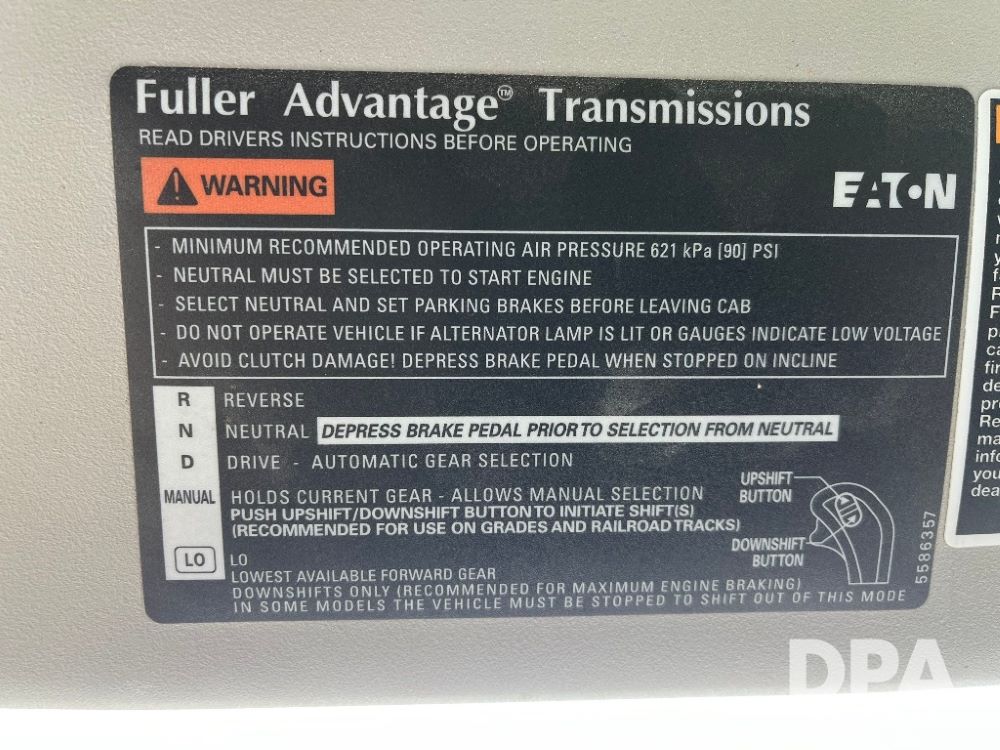 Fuller Advantage™ Transmissions
READ DRIVERS INSTRUCTIONS BEFORE OPERATING
WARNING
EATON
- MINIMUM RECOMMENDED OPERATING AIR PRESSURE 621 kPa [90] PSI
- NEUTRAL MUST BE SELECTED TO START ENGINE
- SELECT NEUTRAL AND SET PARKING BRAKES BEFORE LEAVING CAB
- DO NOT OPERATE VEHICLE IF ALTERNATOR LAMP IS LIT OR GAUGES INDICATE LOW VOLTAGE
- AVOID CLUTCH DAMAGE! DEPRESS BRAKE PEDAL WHEN STOPPED ON INCLINE
R REVERSE
N NEUTRAL DEPRESS BRAKE PEDAL PRIOR TO SELECTION FROM NEUTRAL
D DRIVE - AUTOMATIC GEAR SELECTION
MANUAL HOLDS CURRENT GEAR - ALLOWS MANUAL SELECTION
PUSH UPSHIFT/DOWNSHIFT BUTTON TO INITIATE SHIFT(S)
(RECOMMENDED FOR USE ON GRADES AND RAILROAD TRACKS)
UPSHIFT
BUTTON
DOWNSHIFT
BUTTON
LO LO
LOWEST AVAILABLE FORWARD GEAR
DOWNSHIFTS ONLY (RECOMMENDED FOR MAXIMUM ENGINE BRAKING)
IN SOME MODELS THE VEHICLE MUST BE STOPPED TO SHIFT OUT OF THIS MODE
5586357
DPA